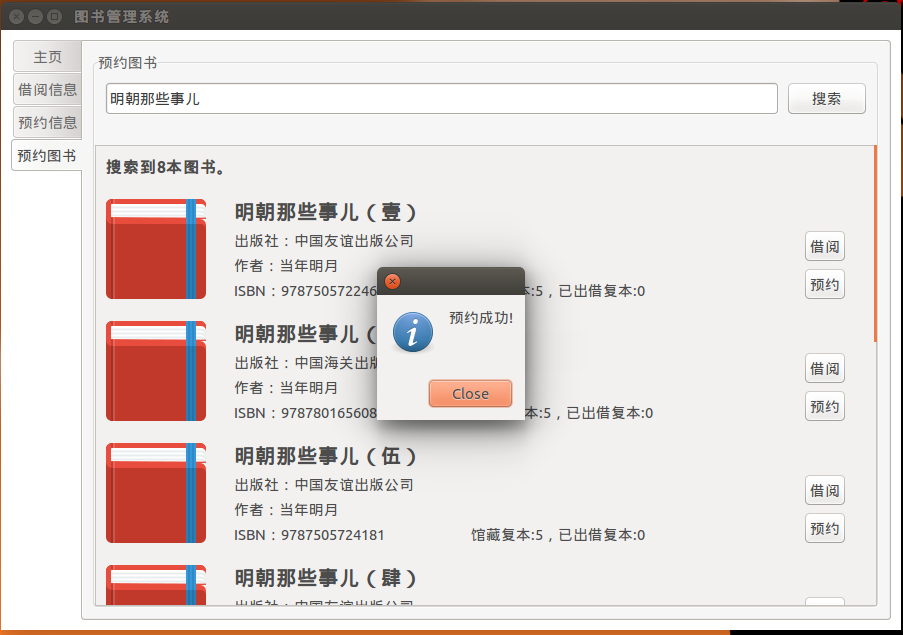 图书管理系统
主页
借阅信息
预约信息
预约图书
预约图书
明朝那些事儿
搜索
搜索到8本图书。
明朝那些事儿（壹）
出版社：中国友谊出版公司
作者：当年明月
ISBN：97875057224
本:5，已出借复本:0
借阅
预约
明朝那些事儿（
出版社：中国海关出版
作者：当年明月
ISBN：97878016560
本:5，已出借复本:0
借阅
预约
预约成功!
Close
明朝那些事儿（伍）
出版社：中国友谊出版公司
作者：当年明月
ISBN：9787505724181
馆藏复本:5，已出借复本:0
借阅
预约
明朝那些事儿（肆）
出版社：中国友谊出版公司